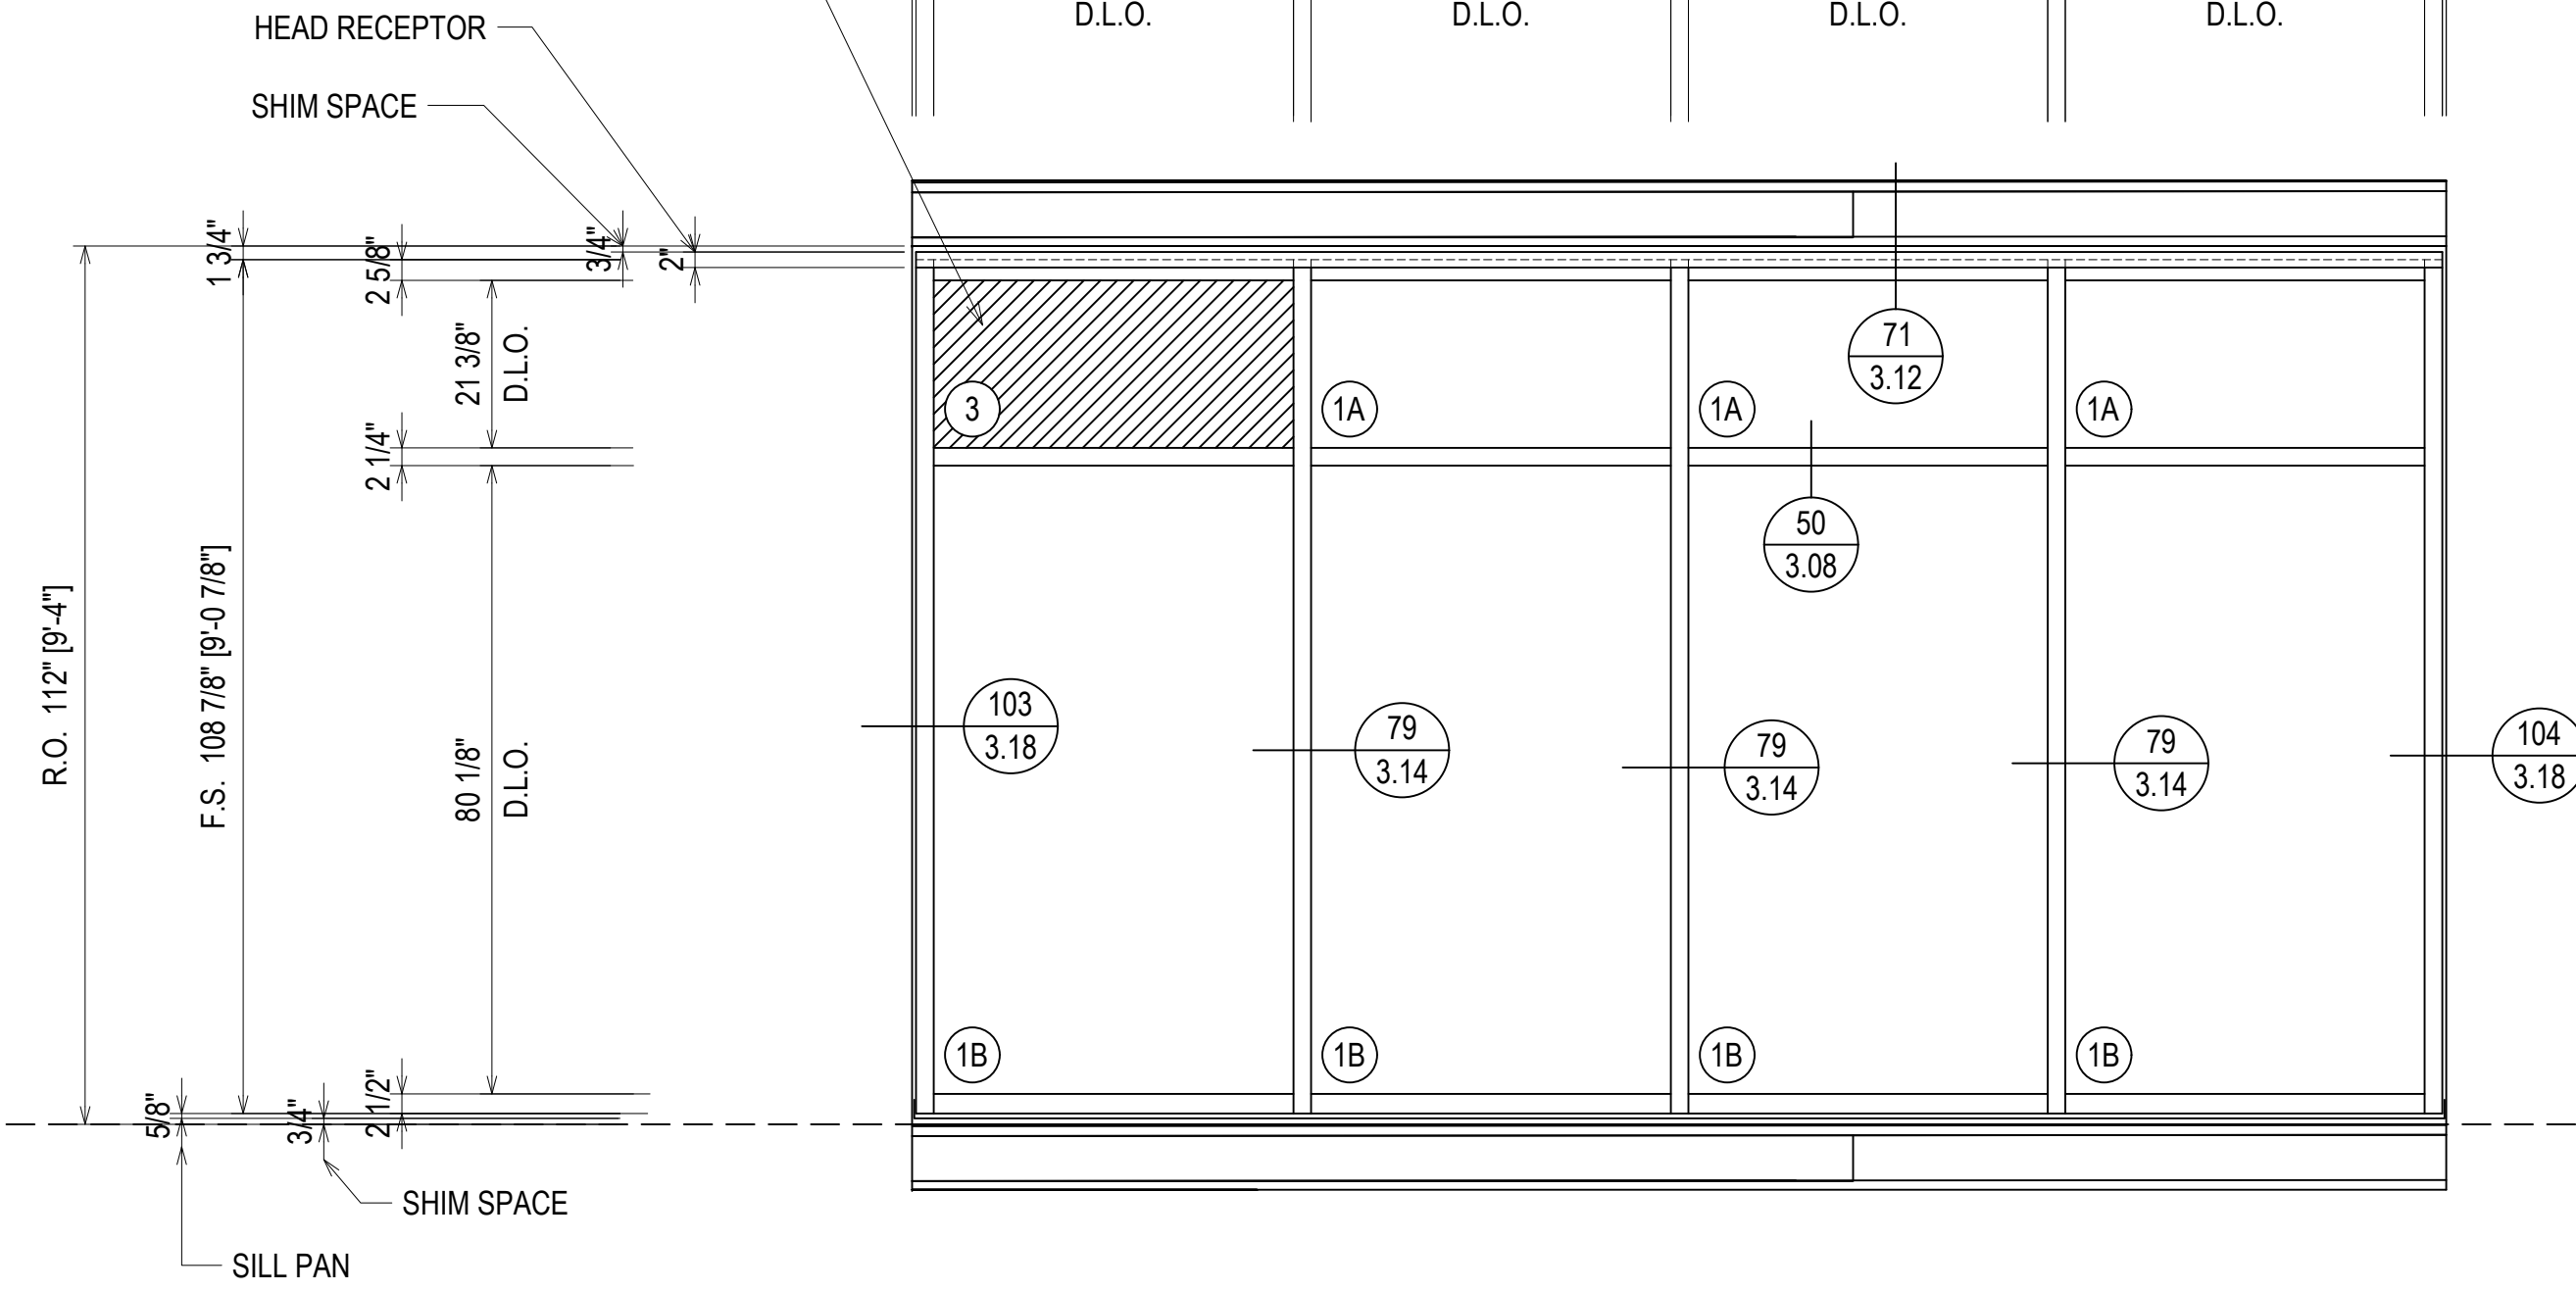 D.L.O. D.L.O. D.L.O. D.L.O.
HEAD RECEPTOR
SHIM SPACE
1 3/4"
2 5/8"
3/4"
2"
21 3/8"
D.L.O.
2 1/4"
R.O. 112" [9'-4"]
F.S. 108 7/8" [9'-0 7/8"]
80 1/8"
D.L.O.
5/8"
3/4"
2 1/2"
SHIM SPACE
SILL PAN
71
3.12
3 1A 1A 1A
50
3.08
103
3.18
79
3.14
79
3.14
79
3.14
104
3.18
1B 1B 1B 1B